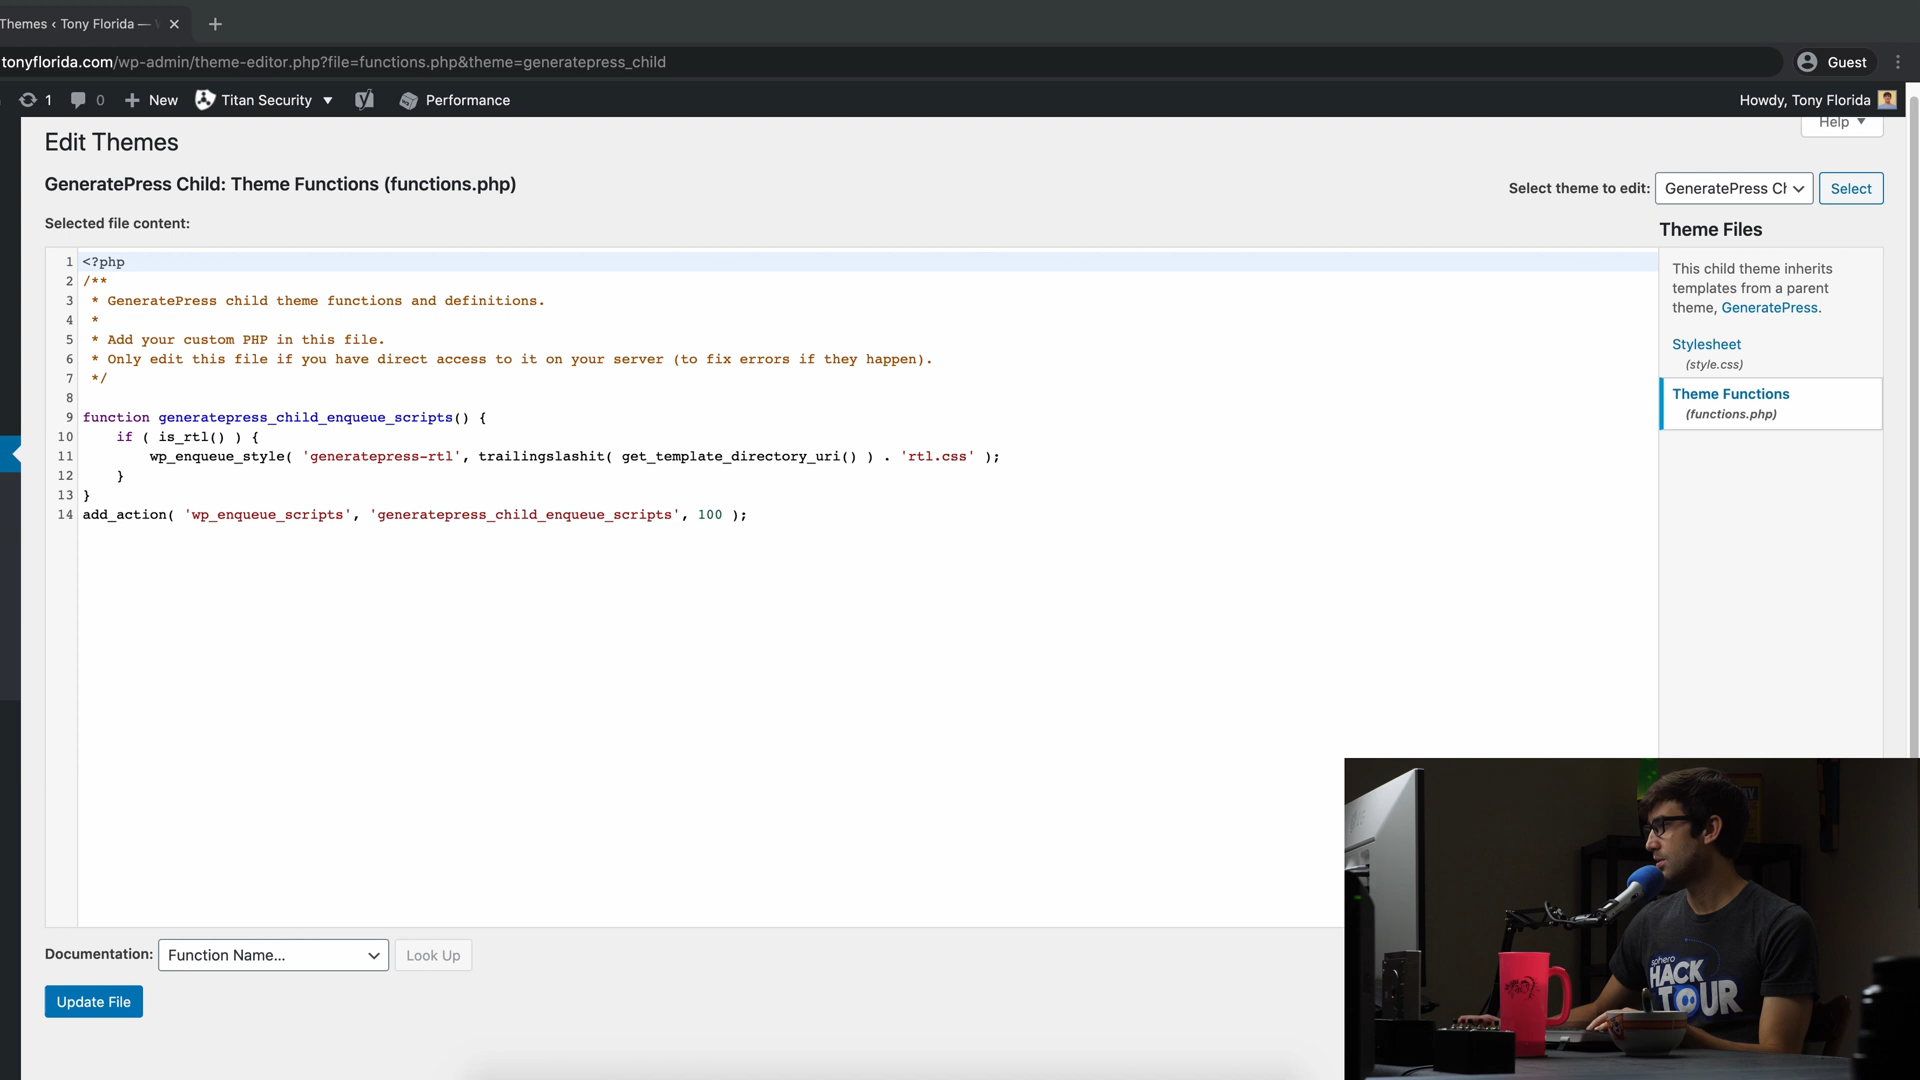 Themes ‹ Tony Florida —
tonyflorida.com/wp-admin/theme-editor.php?file=functions.php&theme=generatepress_child
Guest
1
0
New
Titan Security
Performance
Howdy, Tony Florida
Help
Edit Themes
GeneratePress Child: Theme Functions (functions.php)
Select theme to edit:
GeneratePress Ch
Select
Selected file content:
Theme Files
1 <?php
2 /**
3 * GeneratePress child theme functions and definitions.
4 *
5 * Add your custom PHP in this file.
6 * Only edit this file if you have direct access to it on your server (to fix errors if they happen).
7 */
8
9 function generatepress_child_enqueue_scripts() {
10 if ( is_rtl() ) {
11 wp_enqueue_style( 'generatepress-rtl', trailingslashit( get_template_directory_uri() ) . 'rtl.css' );
12 }
13 }
14 add_action( 'wp_enqueue_scripts', 'generatepress_child_enqueue_scripts', 100 );
This child theme inherits
templates from a parent
theme, GeneratePress.
Stylesheet
(style.css)
Theme Functions
(functions.php)
Documentation:
Function Name...
Look Up
Update File
sphero
HACK
TOUR